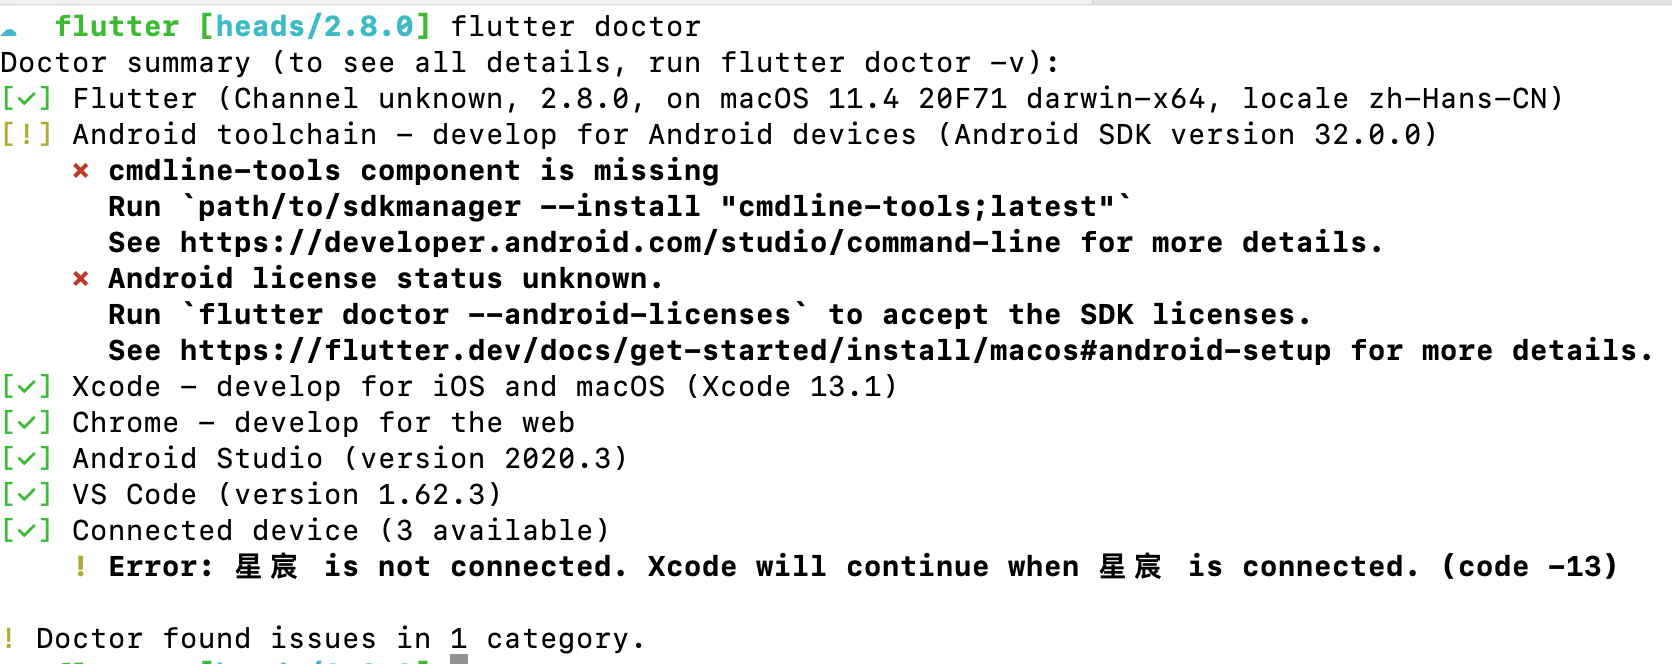 flutter [heads/2.8.0] flutter doctor
Doctor summary (to see all details, run flutter doctor -v):
[✓] Flutter (Channel unknown, 2.8.0, on macOS 11.4 20F71 darwin-x64, locale zh-Hans-CN)
[!] Android toolchain - develop for Android devices (Android SDK version 32.0.0)
✗ cmdline-tools component is missing
Run `path/to/sdkmanager --install "cmdline-tools;latest"`
See https://developer.android.com/studio/command-line for more details.
✗ Android license status unknown.
Run `flutter doctor --android-licenses` to accept the SDK licenses.
See https://flutter.dev/docs/get-started/install/macos#android-setup for more details.
[✓] Xcode - develop for iOS and macOS (Xcode 13.1)
[✓] Chrome - develop for the web
[✓] Android Studio (version 2020.3)
[✓] VS Code (version 1.62.3)
[✓] Connected device (3 available)
! Error: 星宸 is not connected. Xcode will continue when 星宸 is connected. (code -13)
! Doctor found issues in 1 category.